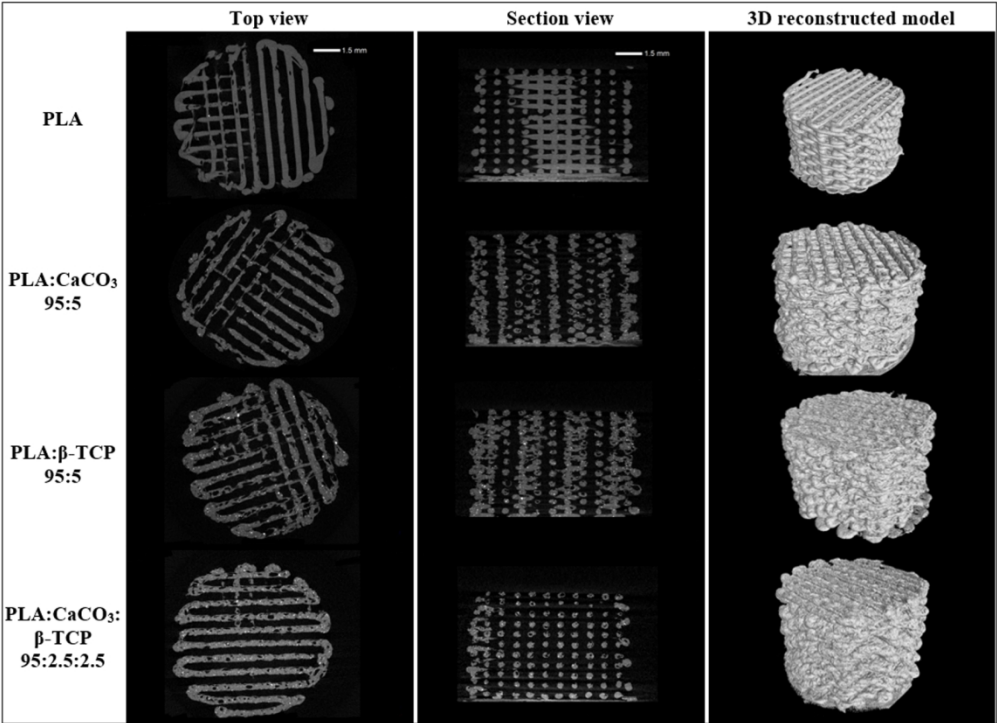 Top view
Section view
3D reconstructed model
1.5 mm
1.5 mm
PLA
PLA:CaCO₃
95:5
PLA:β-TCP
95:5
PLA:CaCO₃:
β-TCP
95:2.5:2.5